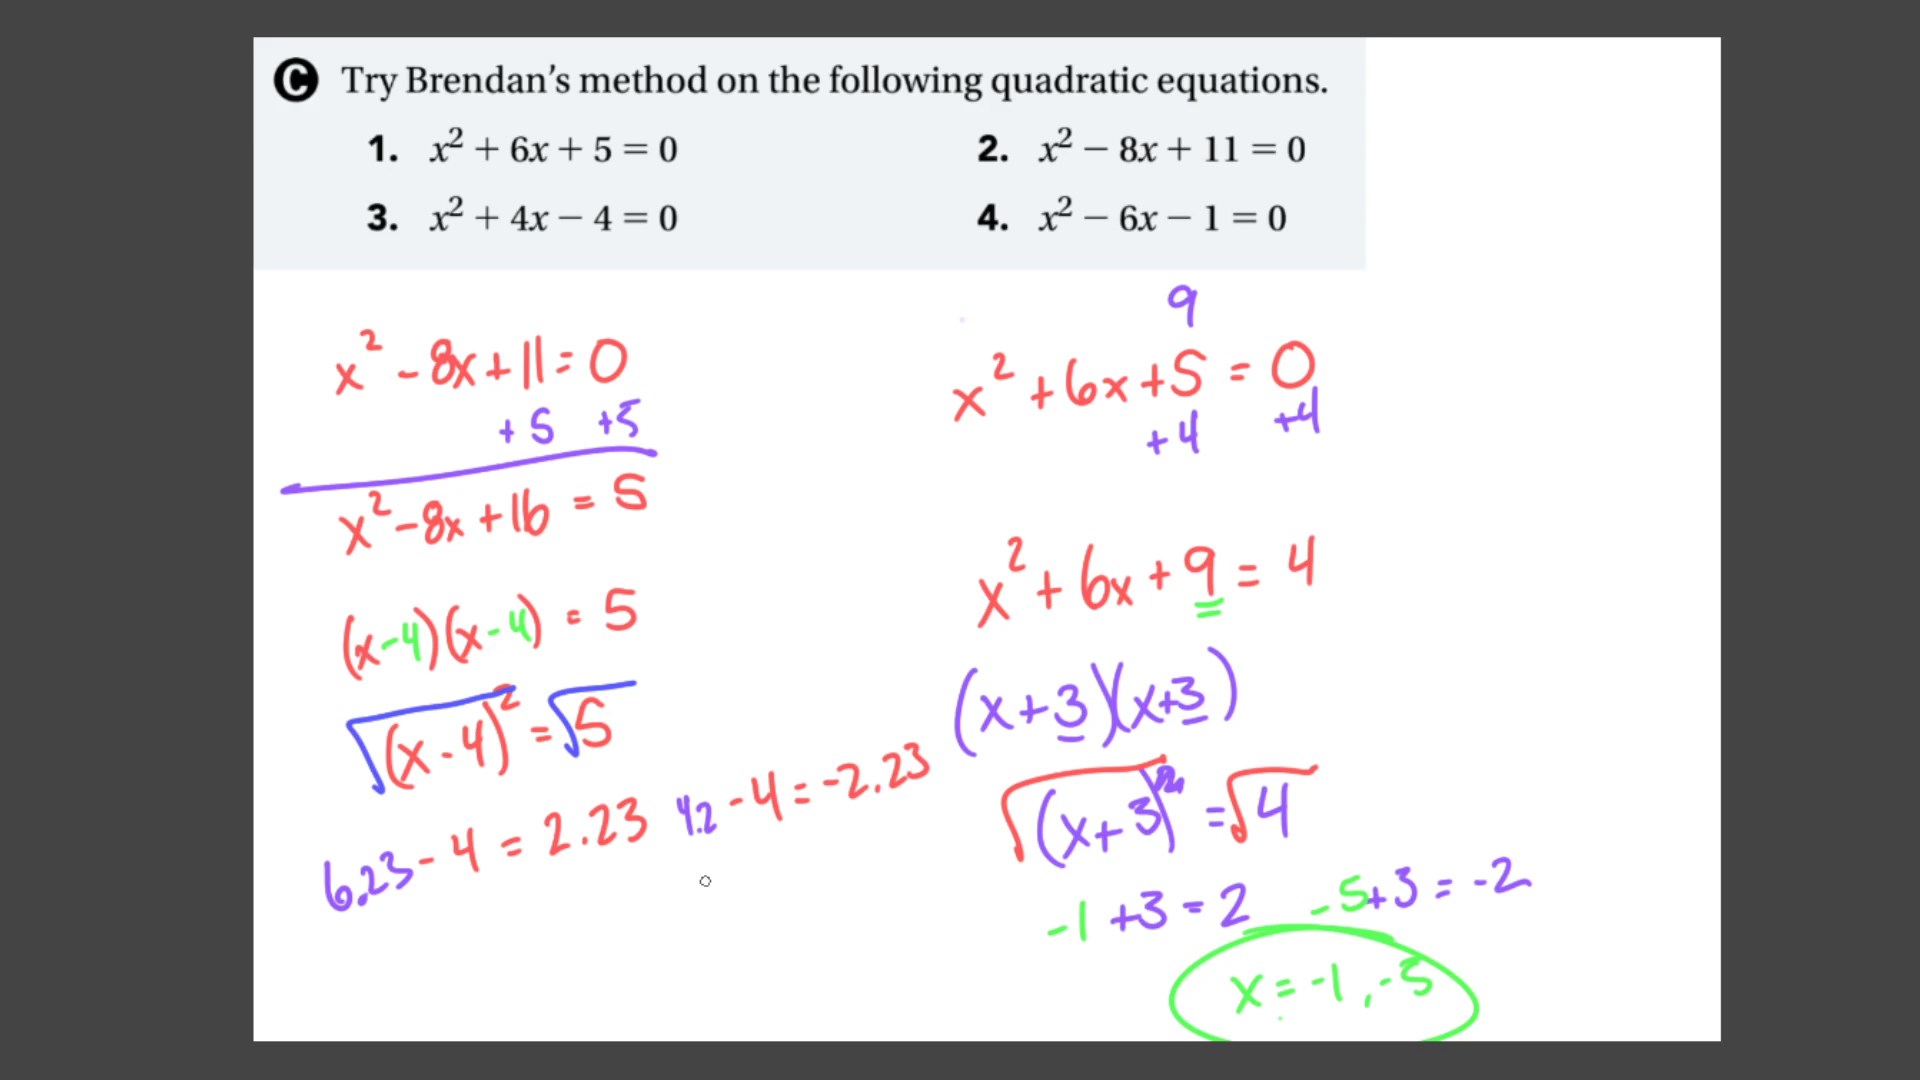 C Try Brendan's method on the following quadratic equations.
1. x² + 6x + 5 = 0
2. x² − 8x + 11 = 0
3. x² + 4x − 4 = 0
4. x² − 6x − 1 = 0
x² - 8x + 11 = 0
+5 +5
x² - 8x + 16 = 5
(x-4)(x-4) = 5
√(x-4)² = √5
6.23 - 4 = 2.23
4.2 - 4 = -2.23
9
x² + 6x + 5 = 0
+4 +4
x² + 6x + 9 = 4
(x+3)(x+3)
√(x+3)² = √4
-1 +3 = 2
-5+3 = -2
x = -1, -5